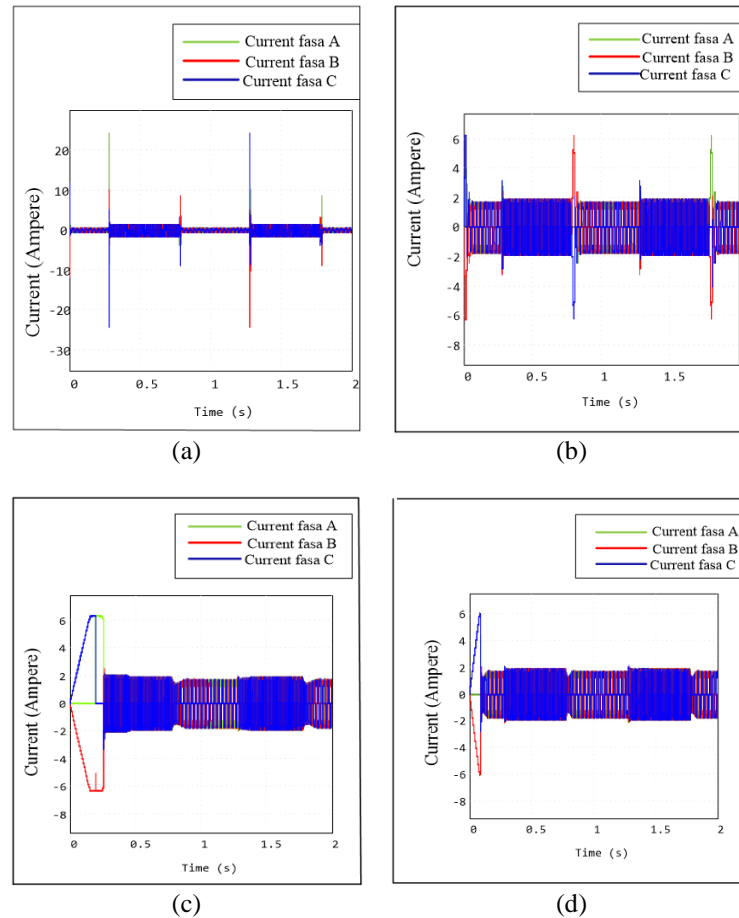 Current fasa A
Current fasa B
Current fasa C
20
10
0
-10
-20
-30
Current (Ampere)
0 0.5 1 1.5 2
Time (s)
(a)
Current fasa A
Current fasa B
Current fasa C
6
4
2
0
-2
-4
-6
-8
Current (Ampere)
0 0.5 1 1.5
Time (s)
(b)
Current fasa A
Current fasa B
Current fasa C
6
4
2
0
-2
-4
-6
-8
Current (Ampere)
0 0.5 1 1.5 2
Time (s)
(c)
Current fasa A
Current fasa B
Current fasa C
6
4
2
0
-2
-4
-6
-8
Current (Ampere)
0 0.5 1 1.5 2
Time (s)
(d)